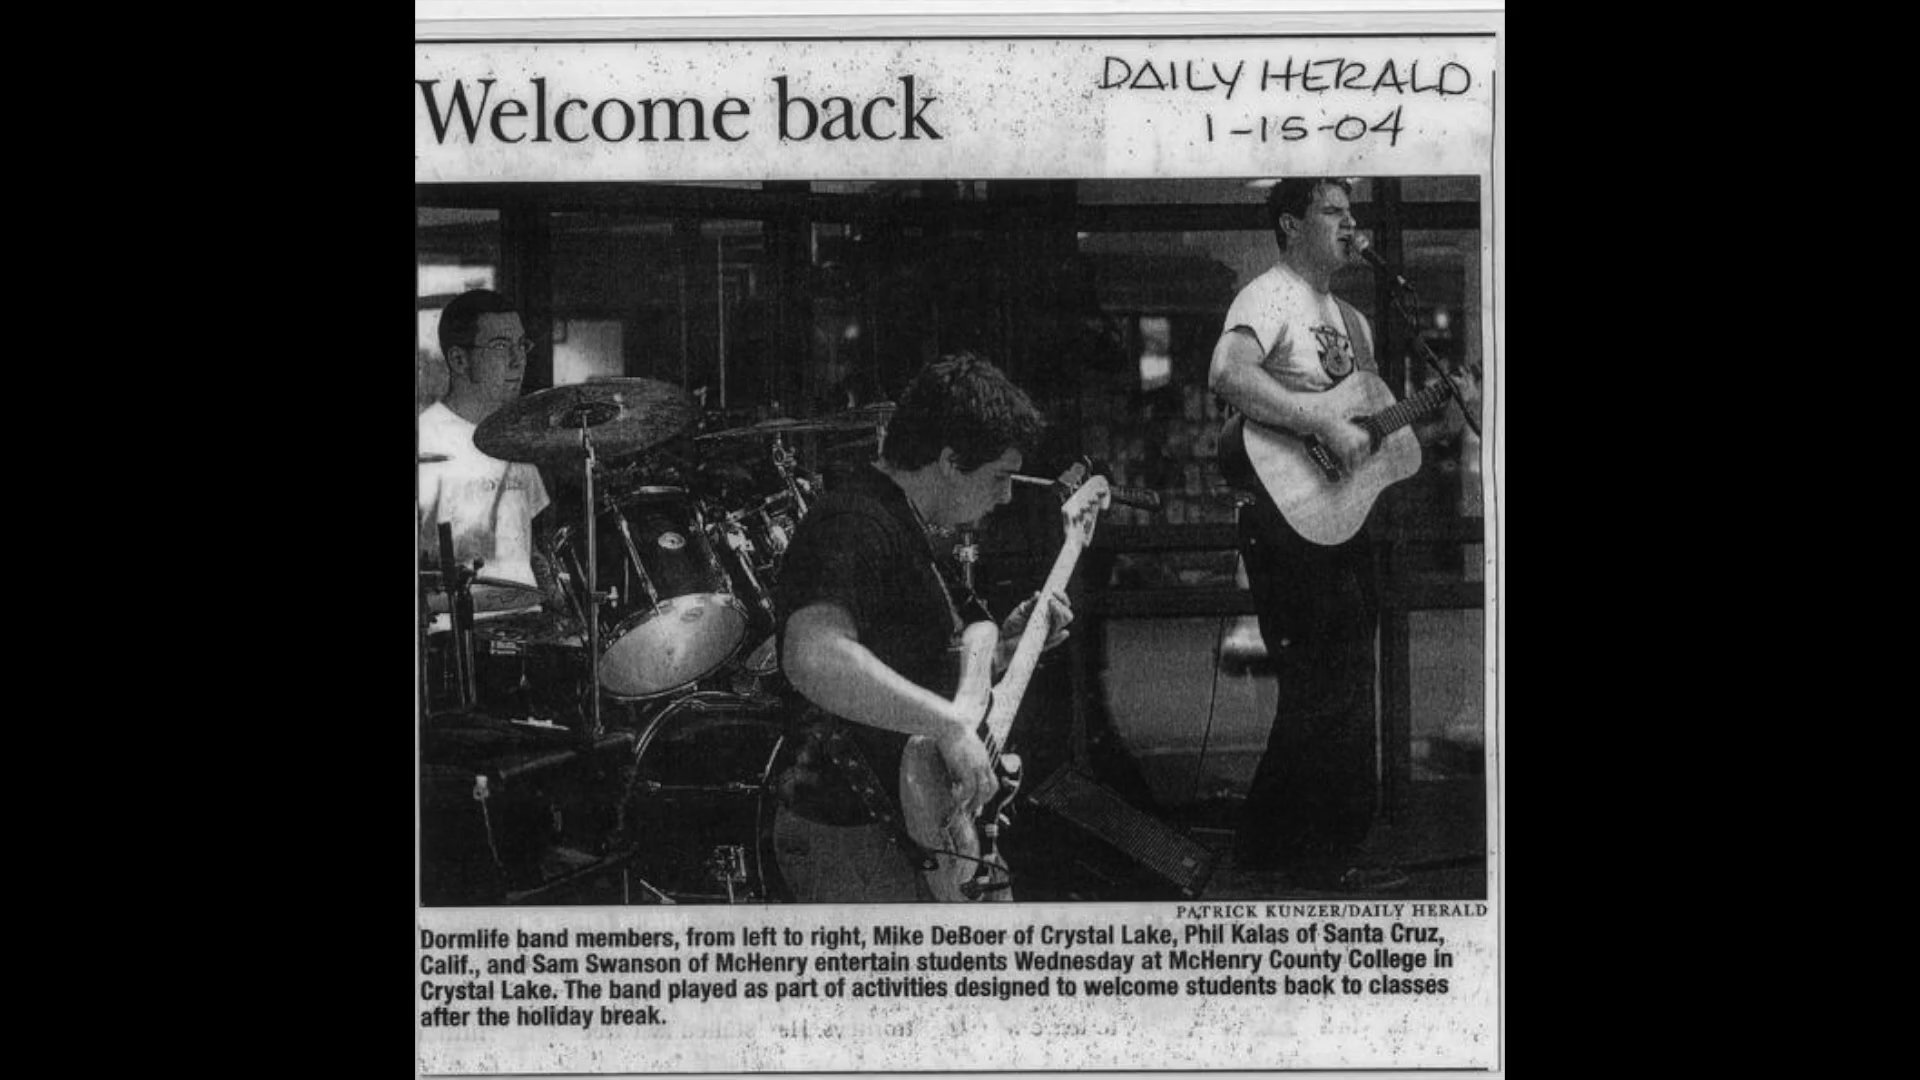 Welcome back
DAILY HERALD
1-15-04
PATRICK KUNZER/DAILY HERALD
Dormlife band members, from left to right, Mike DeBoer of Crystal Lake, Phil Kalas of Santa Cruz,
Calif., and Sam Swanson of McHenry entertain students Wednesday at McHenry County College in
Crystal Lake. The band played as part of activities designed to welcome students back to classes
after the holiday break.